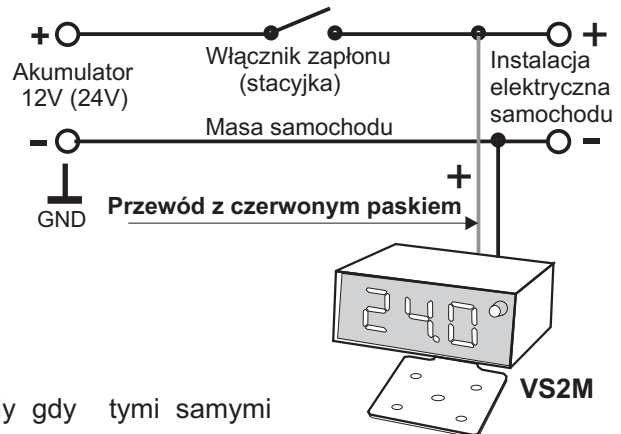 +
Akumulator
12V (24V)
Włącznik zapłonu
(stacyjka)
+
Instalacja
elektryczna
samochodu
-
Masa samochodu
-
GND
+
Przewód z czerwonym paskiem
24.0
VS2M
gdy tymi samymi